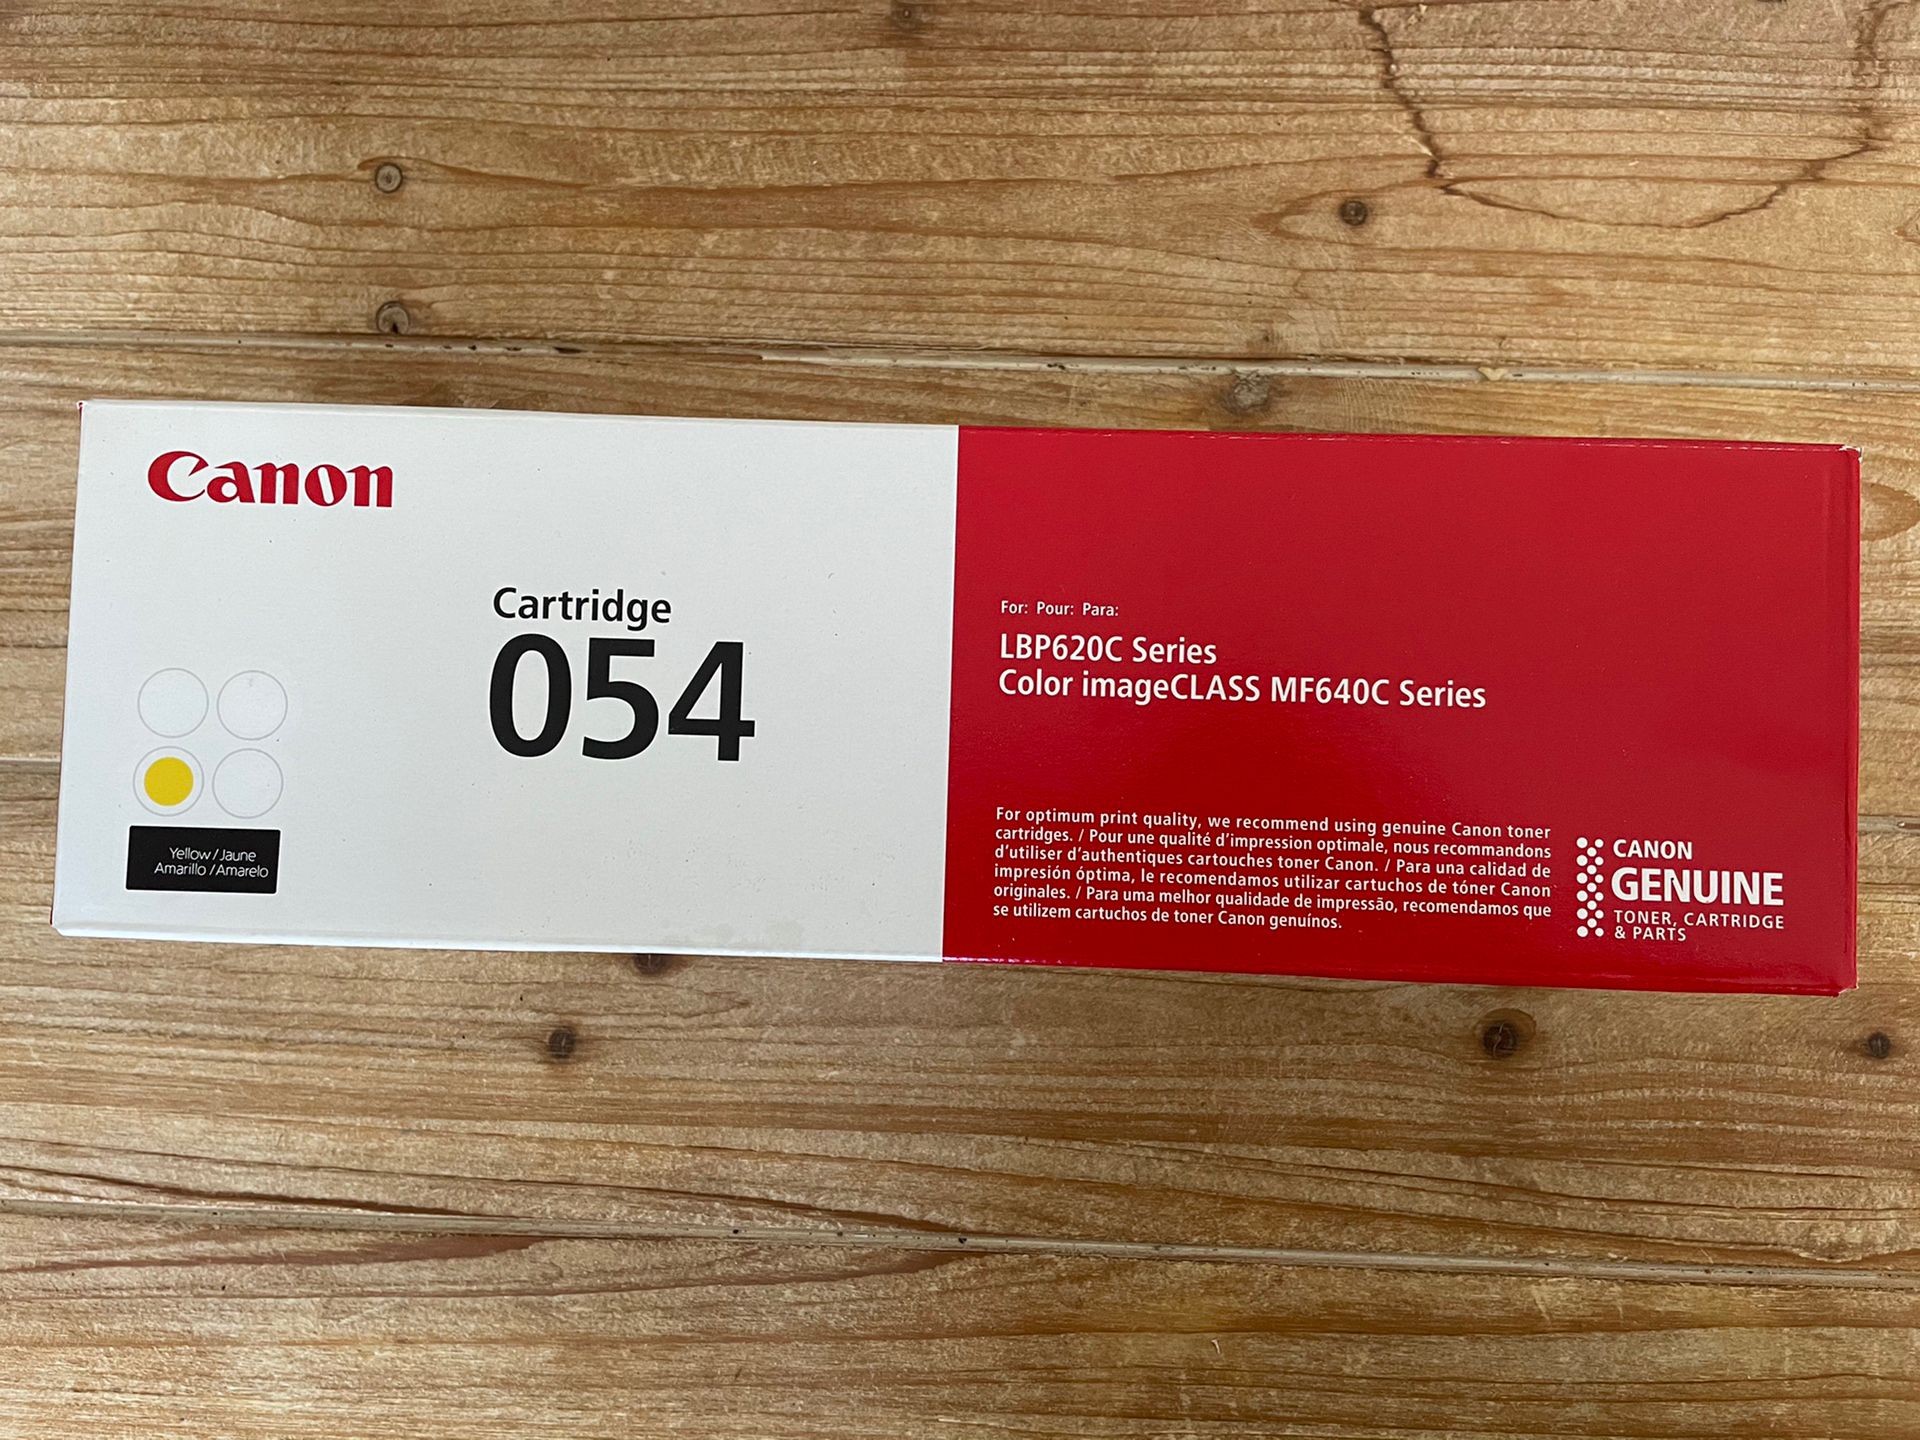 Canon
Cartridge
054
Yellow / Jaune
Amarillo / Amarelo
For: Pour: Para:
LBP620C Series
Color imageCLASS MF640C Series
For optimum print quality, we recommend using genuine Canon toner
cartridges. / Pour une qualité d'impression optimale, nous recommandons
d'utiliser d'authentiques cartouches toner Canon. / Para una calidad de
impresión óptima, le recomendamos utilizar cartuchos de tóner Canon
originales. / Para uma melhor qualidade de impressão, recomendamos que
se utilizem cartuchos de toner Canon genuínos.
CANON
GENUINE
TONER, CARTRIDGE
& PARTS